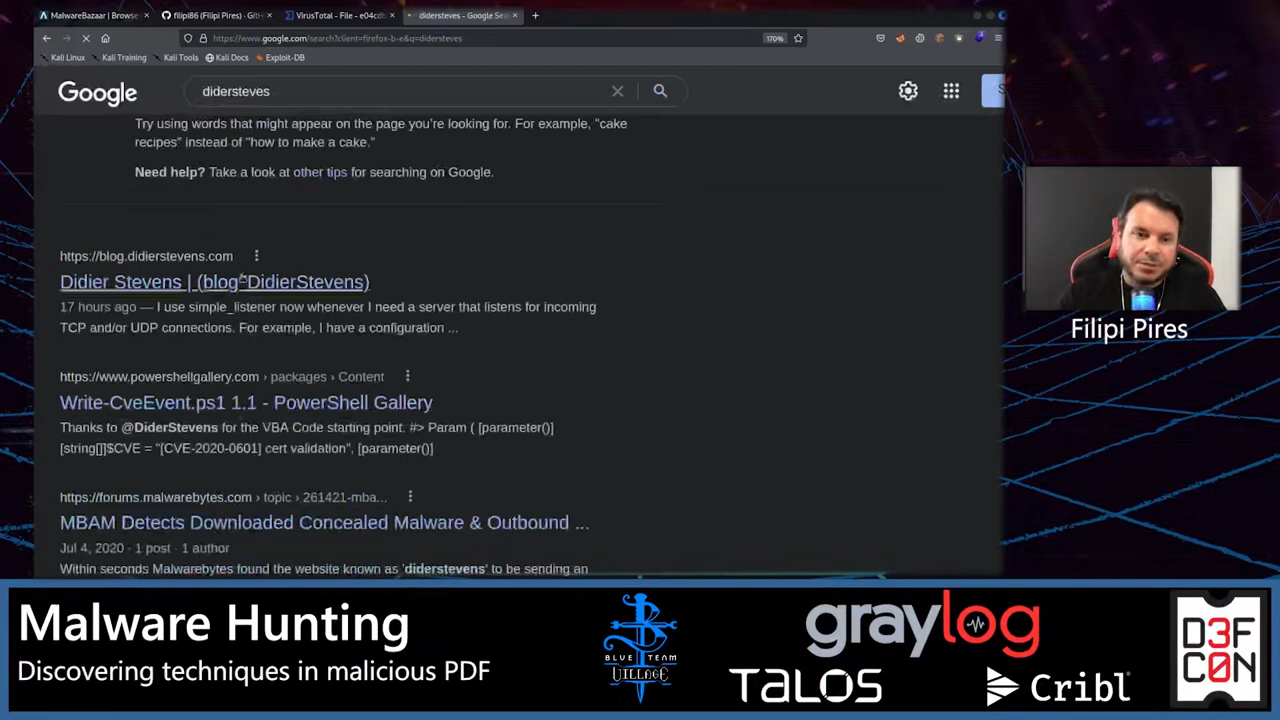 MalwareBazaar | Browse
filipi86 (Filipi Pires) · GitH
VirusTotal - File - e04cdb
didersteves - Google Sea
https://www.google.com/search?client=firefox-b-e&q=didersteves
170%
Kali Linux
Kali Training
Kali Tools
Kali Docs
Exploit-DB
Google
didersteves
Try using words that might appear on the page you're looking for. For example, "cake
recipes" instead of "how to make a cake."
Need help? Take a look at other tips for searching on Google.
https://blog.didierstevens.com
Didier Stevens | (blog 'DidierStevens)
17 hours ago — I use simple_listener now whenever I need a server that listens for incoming
TCP and/or UDP connections. For example, I have a configuration ...
https://www.powershellgallery.com › packages › Content
Write-CveEvent.ps1 1.1 - PowerShell Gallery
Thanks to @DiderStevens for the VBA Code starting point. #> Param ( [parameter()]
[string[]]$CVE = "[CVE-2020-0601] cert validation", [parameter()]
https://forums.malwarebytes.com › topic › 261421-mba...
MBAM Detects Downloaded Concealed Malware & Outbound ...
Jul 4, 2020 · 1 post · 1 author
Within seconds Malwarebytes found the website known as 'diderstevens' to be sending an
Filipi Pires
Malware Hunting
Discovering techniques in malicious PDF
BLUE TEAM
VILLAGE
graylog
TALOS
Cribl
D3F
C0N